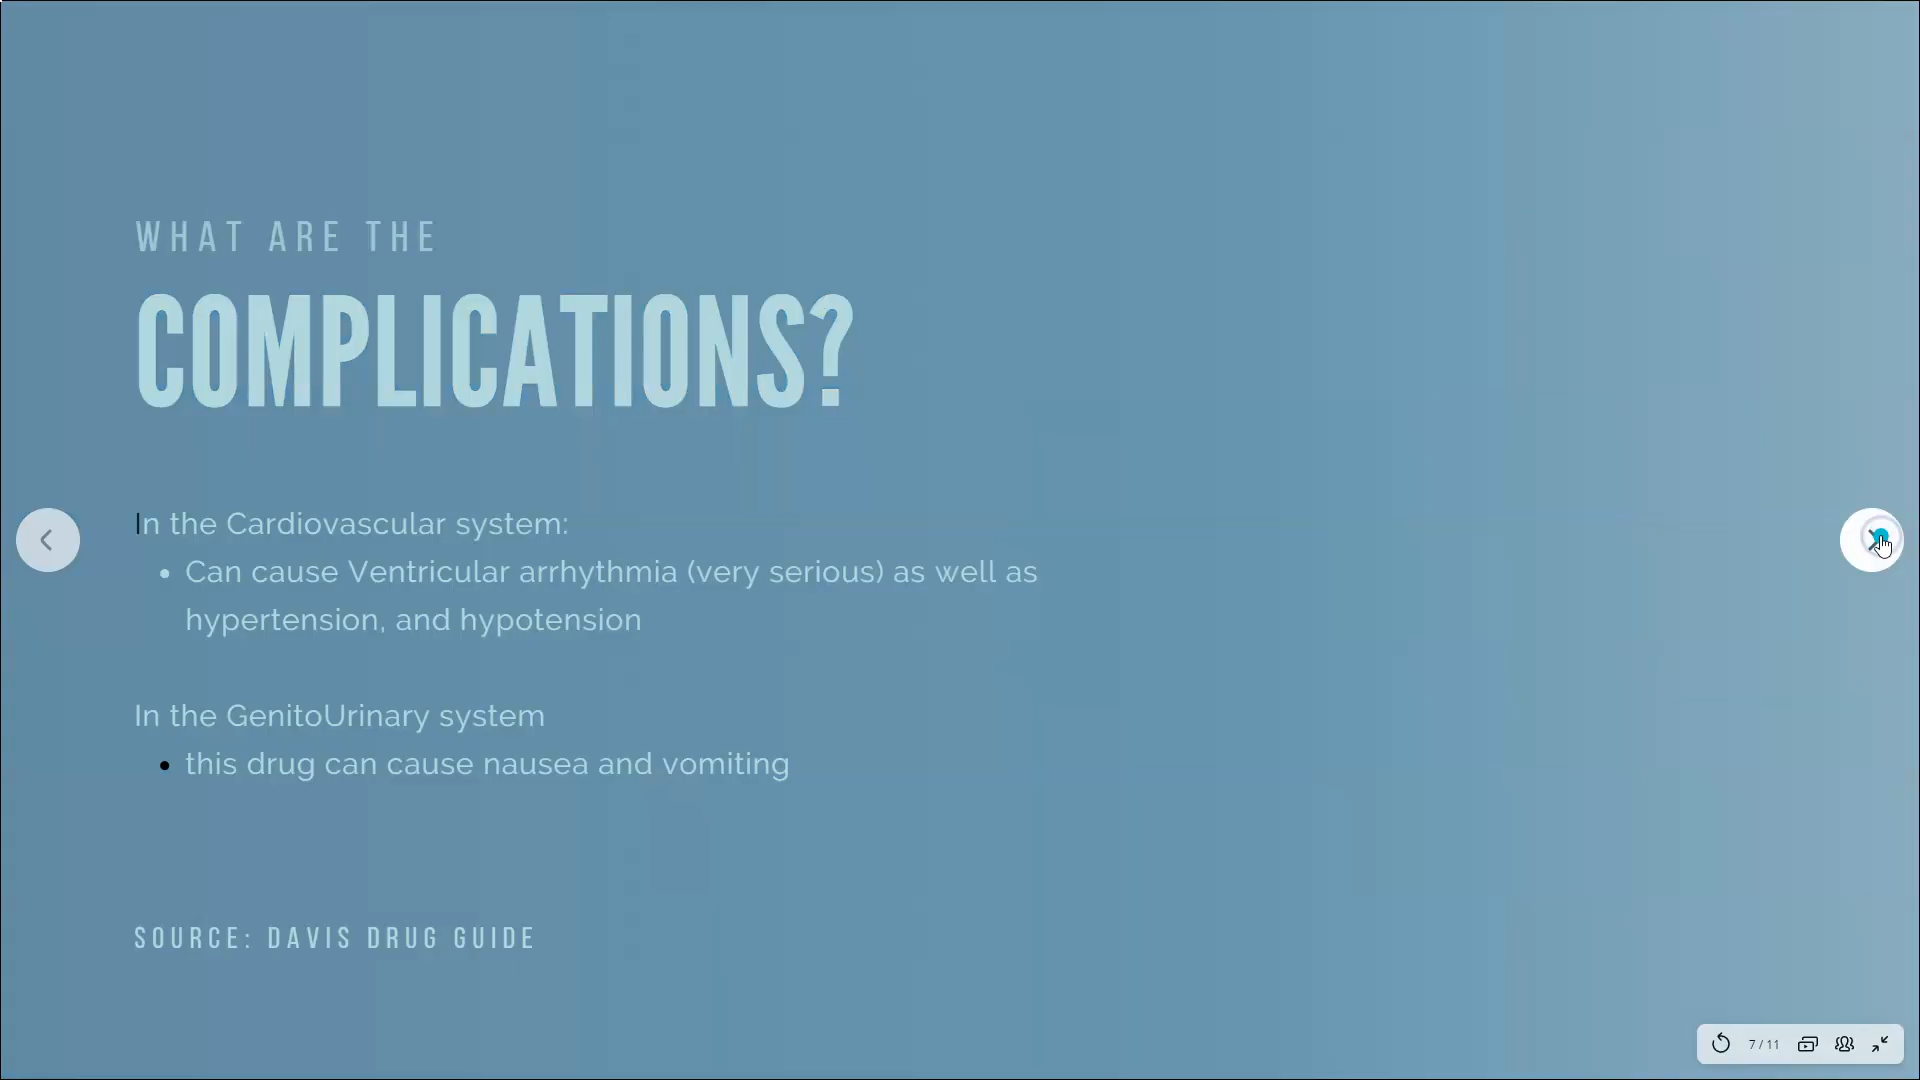 WHAT ARE THE
COMPLICATIONS?
In the Cardiovascular system:
• Can cause Ventricular arrhythmia (very serious) as well as
hypertension, and hypotension
In the GenitoUrinary system
• this drug can cause nausea and vomiting
SOURCE: DAVIS DRUG GUIDE
7 / 11